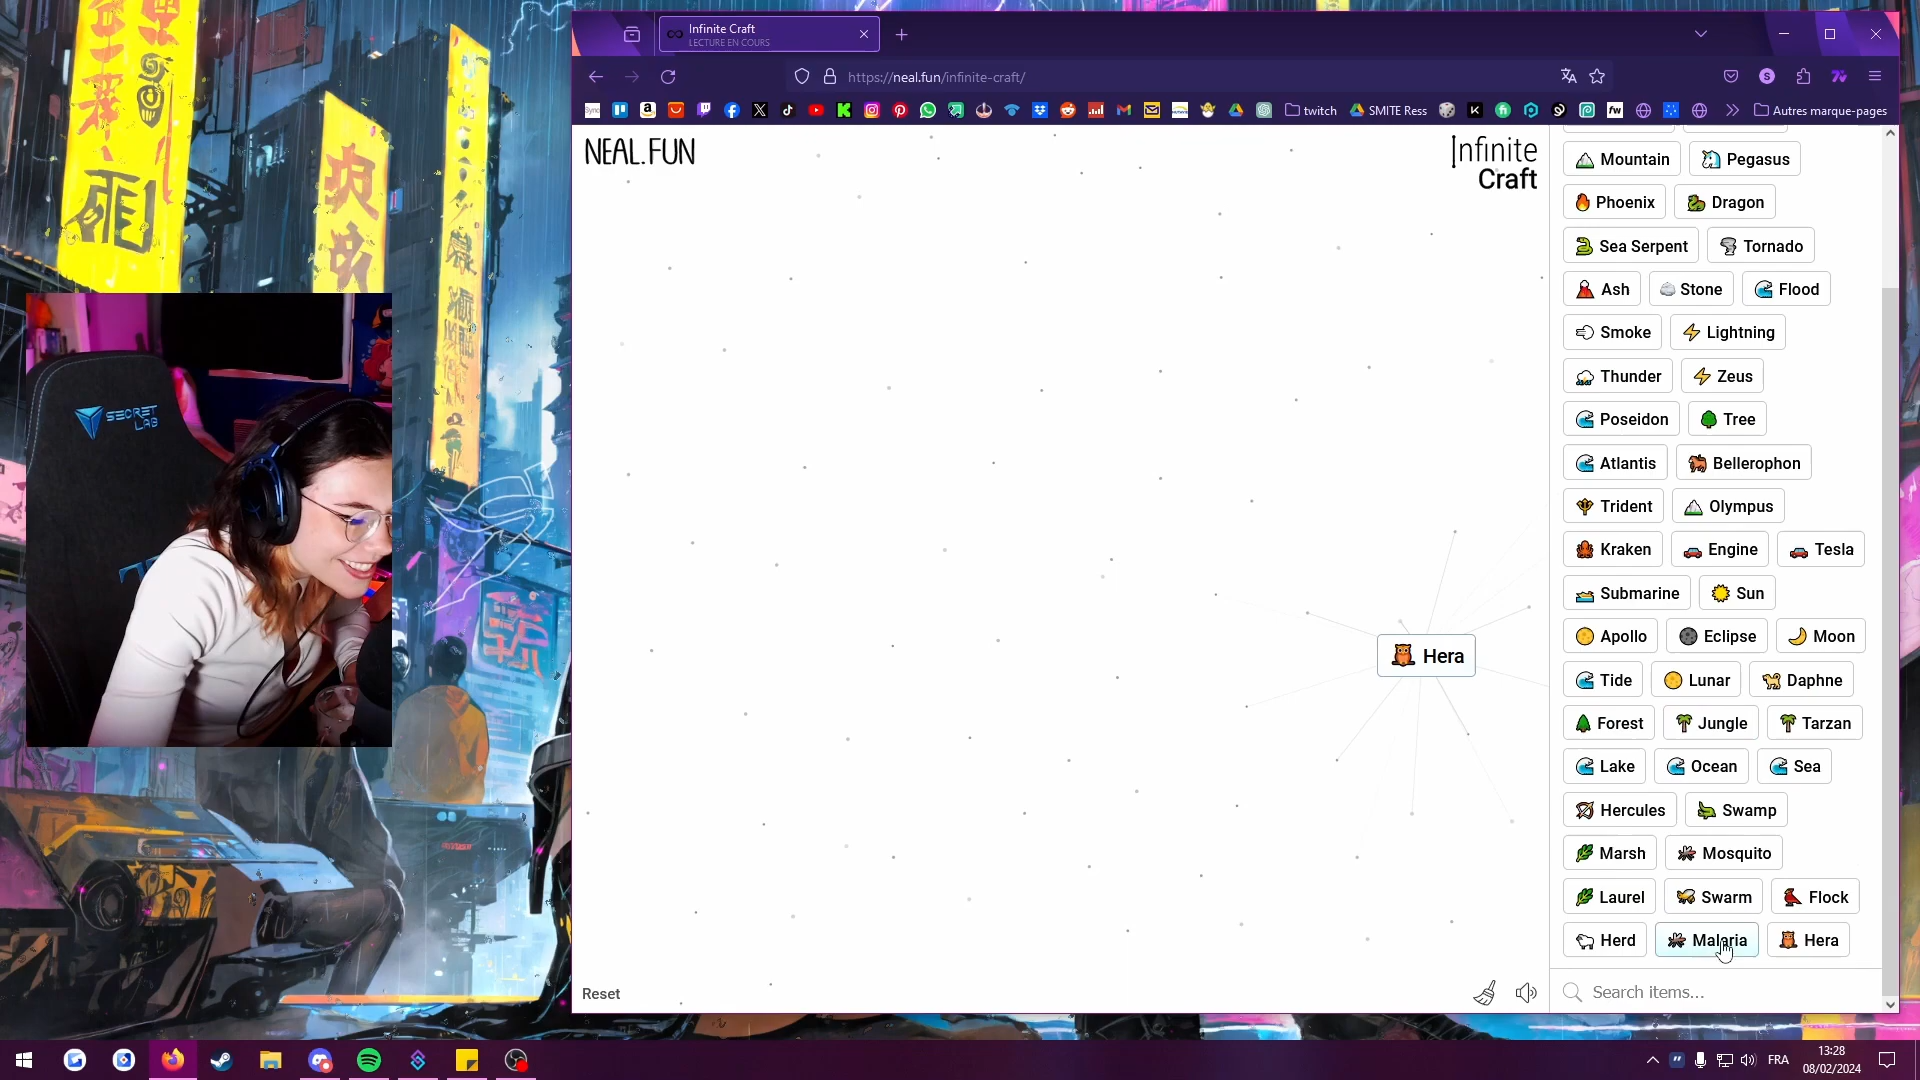 Infinite Craft
LECTURE EN COURS
https://neal.fun/infinite-craft/
twitch
SMITE Ress
Autres marque-pages
NEAL.FUN
Infinite
Craft
Mountain
Pegasus
Phoenix
Dragon
Sea Serpent
Tornado
Ash
Stone
Flood
Smoke
Lightning
Thunder
Zeus
Poseidon
Tree
Atlantis
Bellerophon
Trident
Olympus
Kraken
Engine
Tesla
Submarine
Sun
Apollo
Eclipse
Moon
Tide
Lunar
Daphne
Forest
Jungle
Tarzan
Lake
Ocean
Sea
Hercules
Swamp
Marsh
Mosquito
Laurel
Swarm
Flock
Herd
Malaria
Hera
Hera
Reset
Search items...
SECRET
LAB
FRA
13:28
08/02/2024